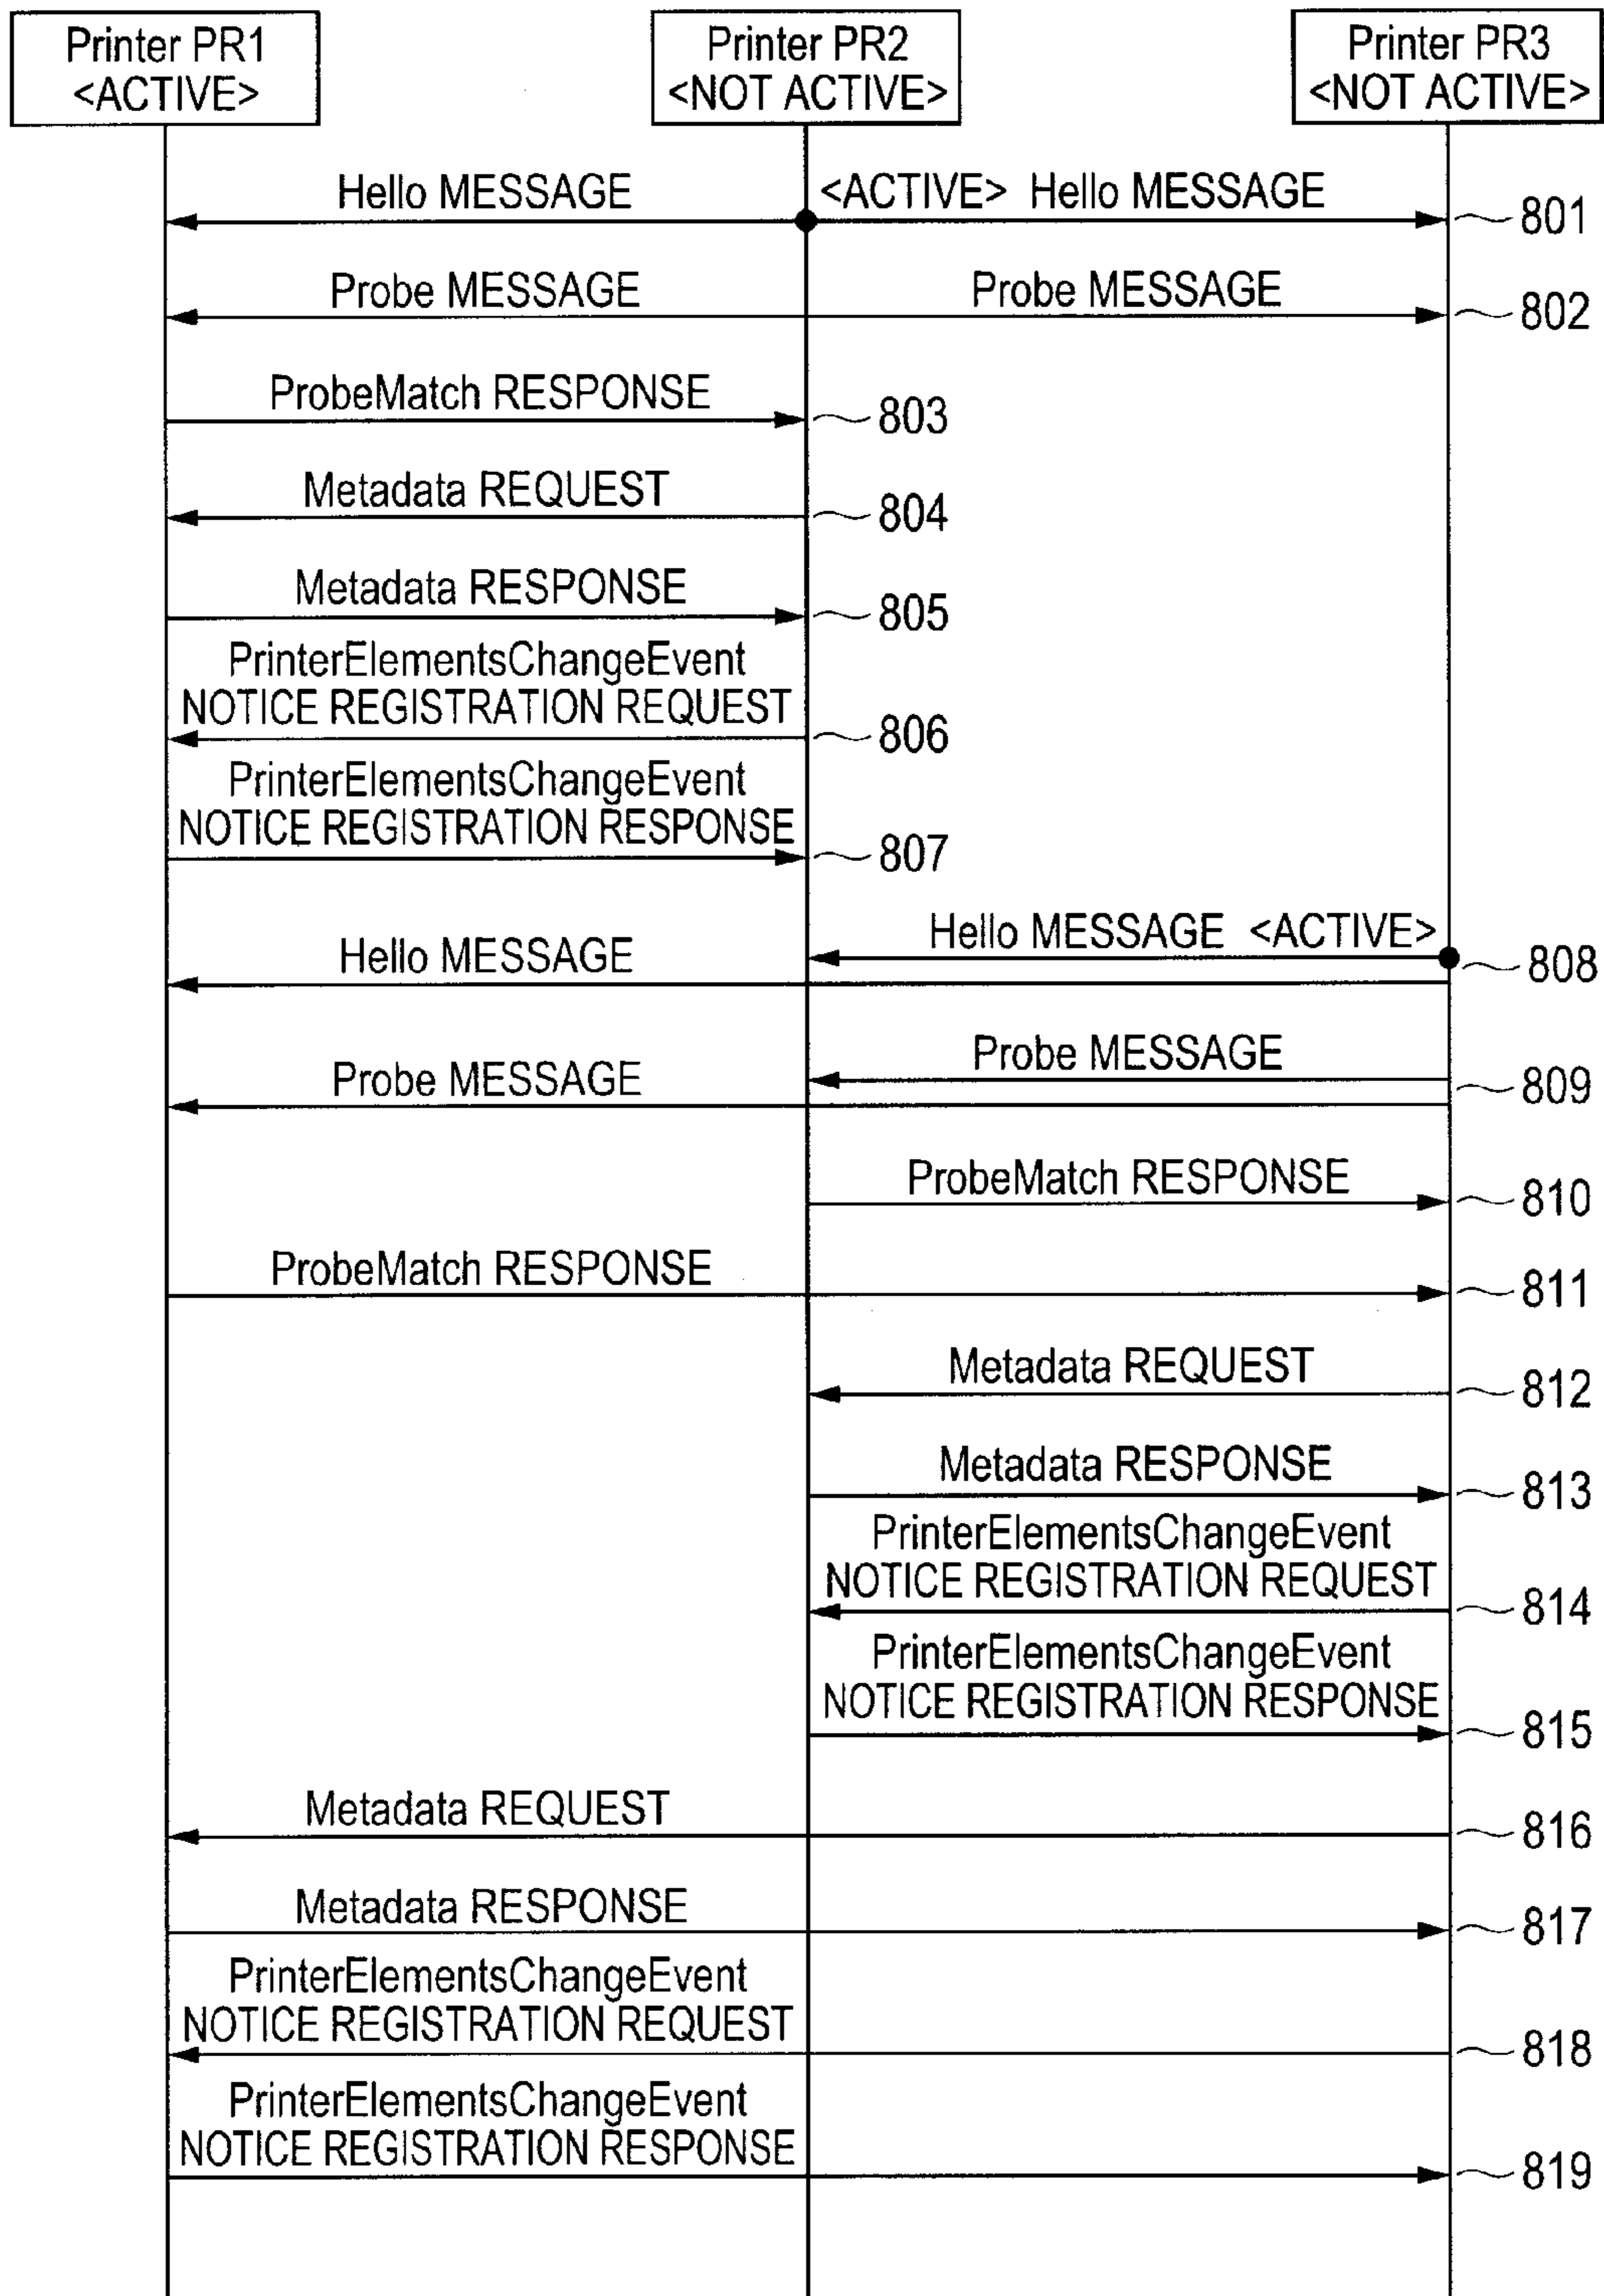 Printer PR1
<ACTIVE>
Printer PR2
<NOT ACTIVE>
Printer PR3
<NOT ACTIVE>
Hello MESSAGE
<ACTIVE> Hello MESSAGE
801
Probe MESSAGE
Probe MESSAGE
802
ProbeMatch RESPONSE
803
Metadata REQUEST
804
Metadata RESPONSE
805
PrinterElementsChangeEvent
NOTICE REGISTRATION REQUEST
806
PrinterElementsChangeEvent
NOTICE REGISTRATION RESPONSE
807
Hello MESSAGE <ACTIVE>
Hello MESSAGE
808
Probe MESSAGE
Probe MESSAGE
809
ProbeMatch RESPONSE
810
ProbeMatch RESPONSE
811
Metadata REQUEST
812
Metadata RESPONSE
813
PrinterElementsChangeEvent
NOTICE REGISTRATION REQUEST
814
PrinterElementsChangeEvent
NOTICE REGISTRATION RESPONSE
815
Metadata REQUEST
816
Metadata RESPONSE
817
PrinterElementsChangeEvent
NOTICE REGISTRATION REQUEST
818
PrinterElementsChangeEvent
NOTICE REGISTRATION RESPONSE
819